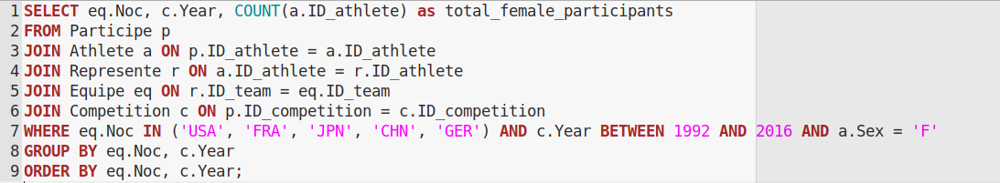 1 SELECT eq.Noc, c.Year, COUNT(a.ID_athlete) as total_female_participants
2 FROM Participe p
3 JOIN Athlete a ON p.ID_athlete = a.ID_athlete
4 JOIN Represente r ON a.ID_athlete = r.ID_athlete
5 JOIN Equipe eq ON r.ID_team = eq.ID_team
6 JOIN Competition c ON p.ID_competition = c.ID_competition
7 WHERE eq.Noc IN ('USA', 'FRA', 'JPN', 'CHN', 'GER') AND c.Year BETWEEN 1992 AND 2016 AND a.Sex = 'F'
8 GROUP BY eq.Noc, c.Year
9 ORDER BY eq.Noc, c.Year;